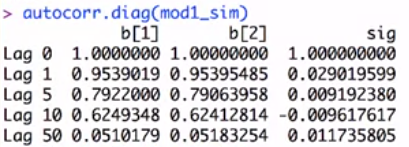 > autocorr.diag(mod1_sim)
b[1] b[2] sig
Lag 0 1.0000000 1.00000000 1.000000000
Lag 1 0.9539019 0.95395485 0.029019599
Lag 5 0.7922000 0.79063958 0.009192380
Lag 10 0.6249348 0.62412814 -0.009617617
Lag 50 0.0510179 0.05183254 0.011735805